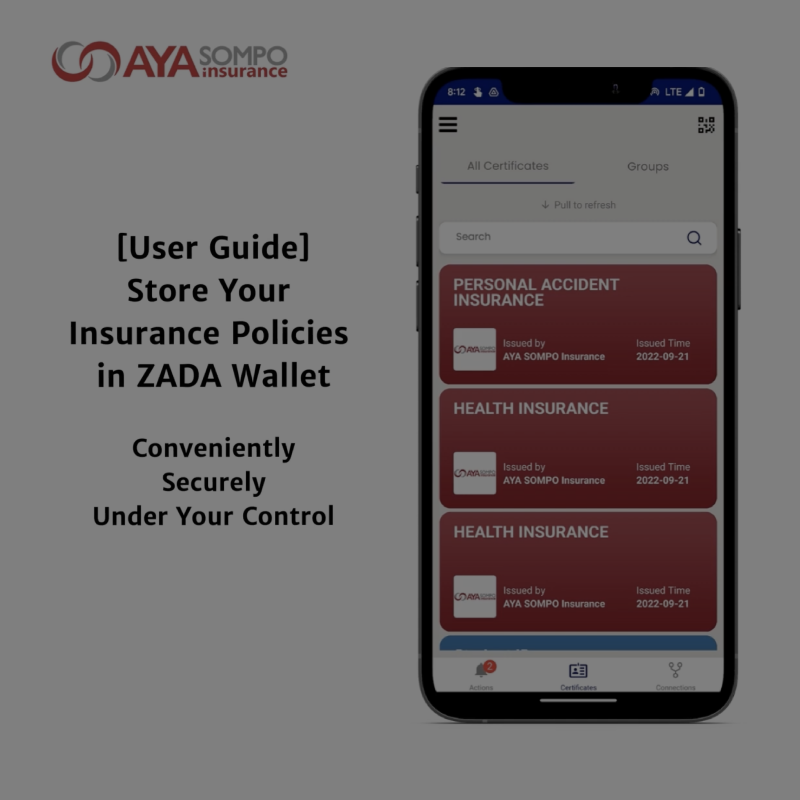 AYA SOMPO
insurance
[User Guide]
Store Your
Insurance Policies
in ZADA Wallet
Conveniently
Securely
Under Your Control
8:12
LTE
All Certificates
Groups
↓ Pull to refresh
Search
PERSONAL ACCIDENT
INSURANCE
Issued by
AYA SOMPO Insurance
Issued Time
2022-09-21
HEALTH INSURANCE
Issued by
AYA SOMPO Insurance
Issued Time
2022-09-21
HEALTH INSURANCE
Issued by
AYA SOMPO Insurance
Issued Time
2022-09-21
2
Actions
Certificates
Connections